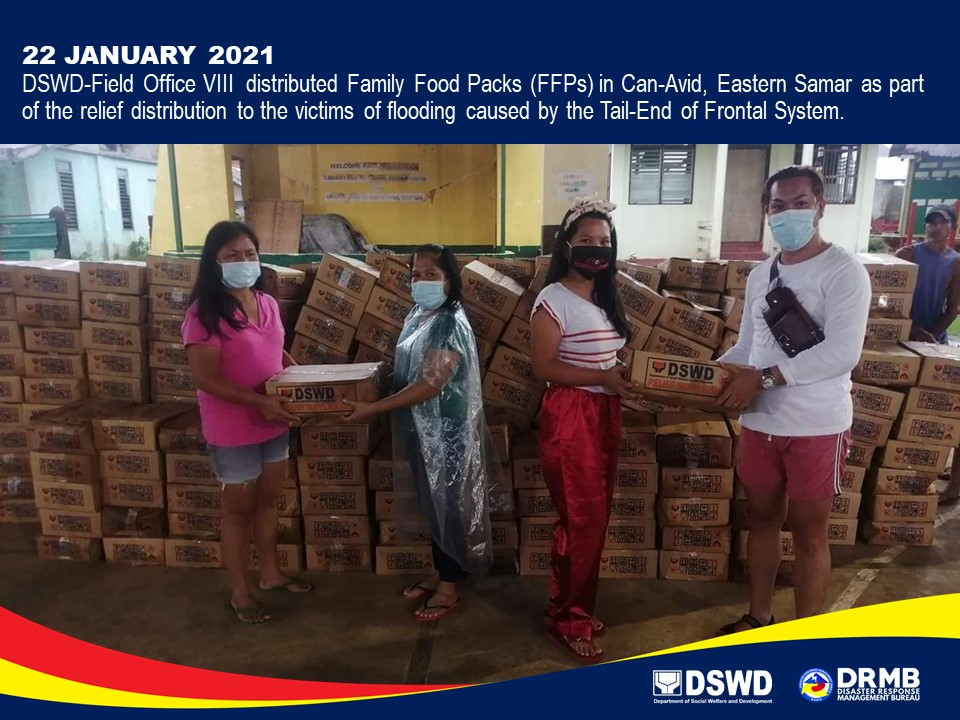 22 JANUARY 2021
DSWD-Field Office VIII distributed Family Food Packs (FFPs) in Can-Avid, Eastern Samar as part
of the relief distribution to the victims of flooding caused by the Tail-End of Frontal System.
WELCOME
DSWD
DSWD
DSWD
Department of Social Welfare and Development
DRMB
DISASTER RESPONSE
MANAGEMENT BUREAU